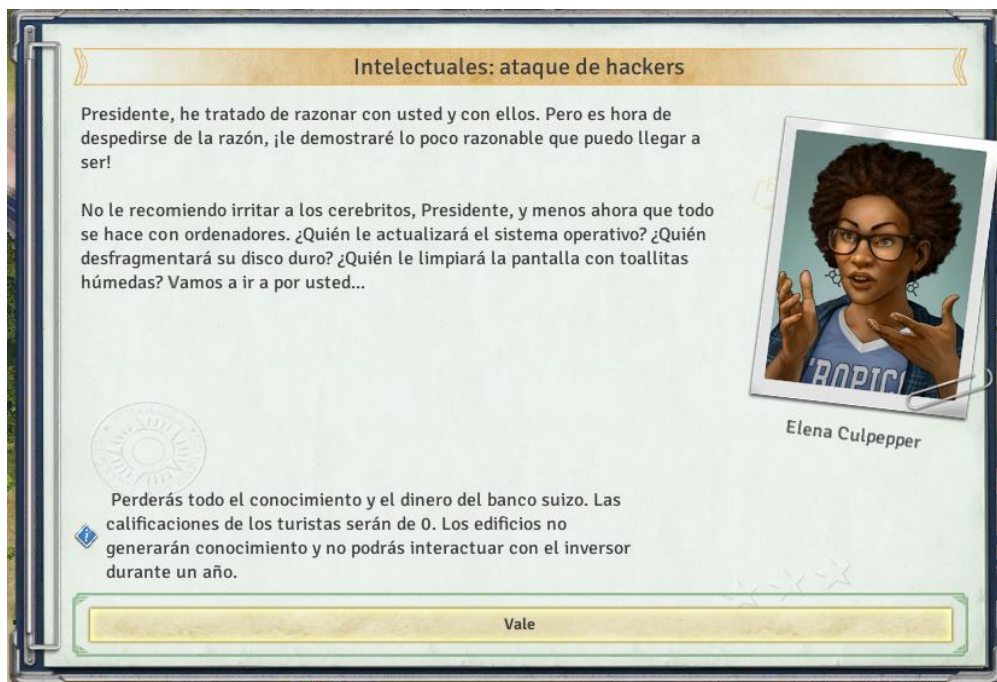 Intelectuales: ataque de hackers
Presidente, he tratado de razonar con usted y con ellos. Pero es hora de
despedirse de la razón, ¡le demostraré lo poco razonable que puedo llegar a
ser!
No le recomiendo irritar a los cerebritos, Presidente, y menos ahora que todo
se hace con ordenadores. ¿Quién le actualizará el sistema operativo? ¿Quién
desfragmentará su disco duro? ¿Quién le limpiará la pantalla con toallitas
húmedas? Vamos a ir a por usted...
TROPICO
Elena Culpepper
Perderás todo el conocimiento y el dinero del banco suizo. Las
calificaciones de los turistas serán de 0. Los edificios no
generarán conocimiento y no podrás interactuar con el inversor
durante un año.
Vale